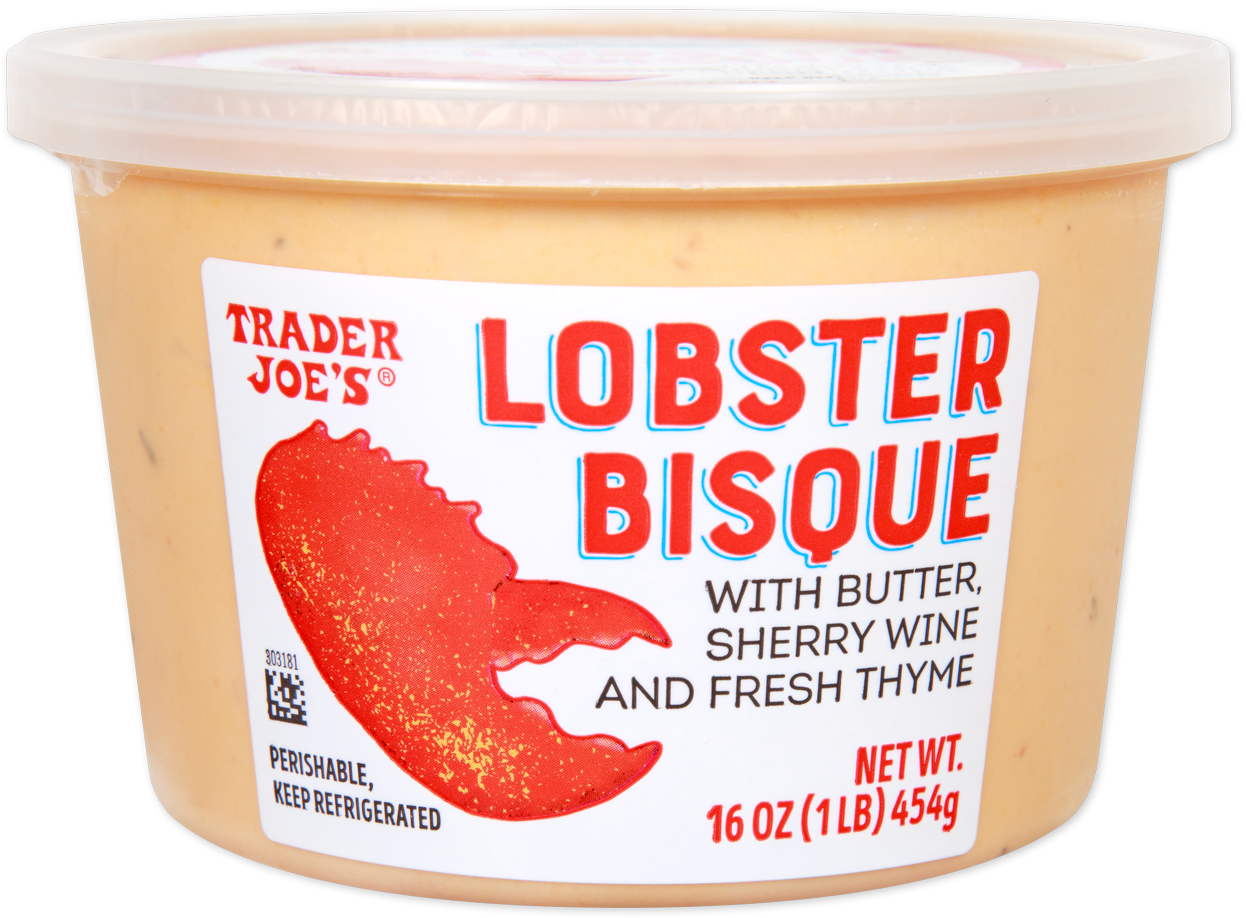 TRADER
JOE'S®
LOBSTER
BISQUE
WITH BUTTER,
SHERRY WINE
AND FRESH THYME
303181
PERISHABLE,
KEEP REFRIGERATED
NET WT.
16 OZ (1 LB) 454g